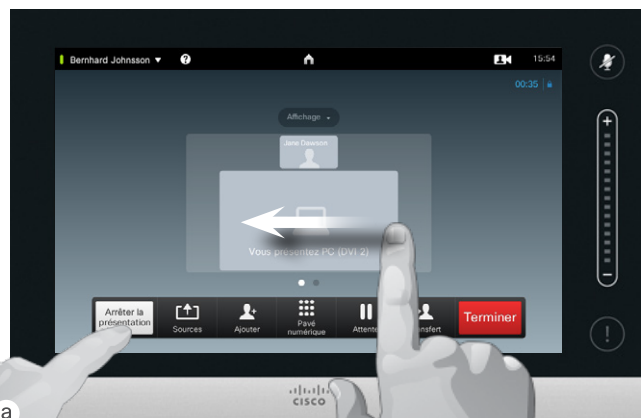 Bernhard Johnsson
?
15:54
00:35
Affichage
Jane Dawson
Vous présentez PC (DVI 2)
Arrêter la
présentation
Sources
Ajouter
Pavé
numérique
Attente
Terminer
CISCO
a